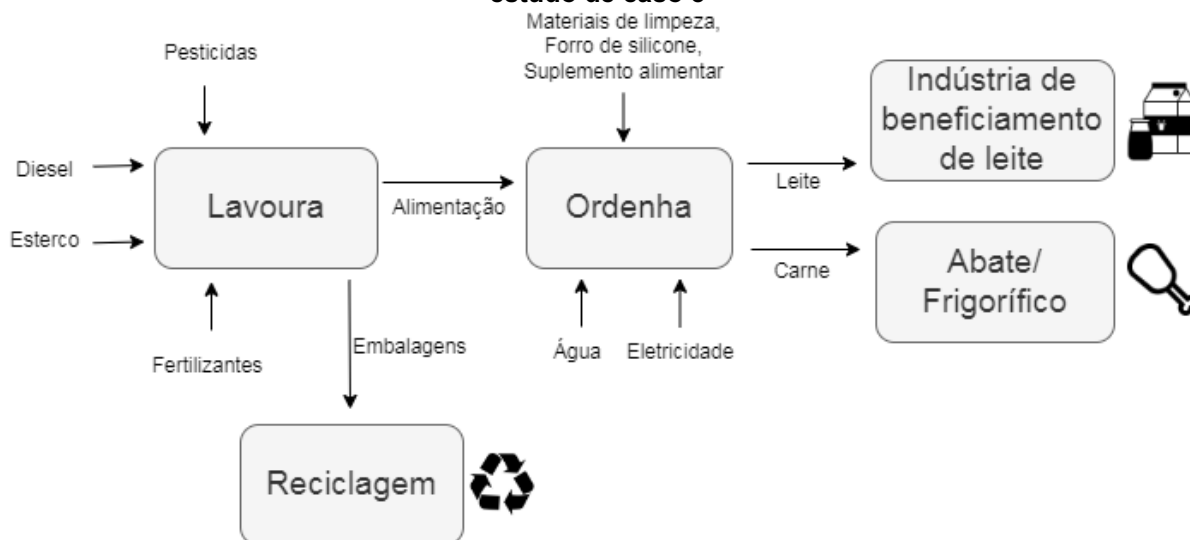 Materiais de limpeza,
Forro de silicone,
Suplemento alimentar
Pesticidas
Diesel
Esterco
Fertilizantes
Lavoura
Alimentação
Embalagens
Reciclagem
Ordenha
Água
Eletricidade
Leite
Carne
Indústria de
beneficiamento
de leite
Abate/
Frigorífico